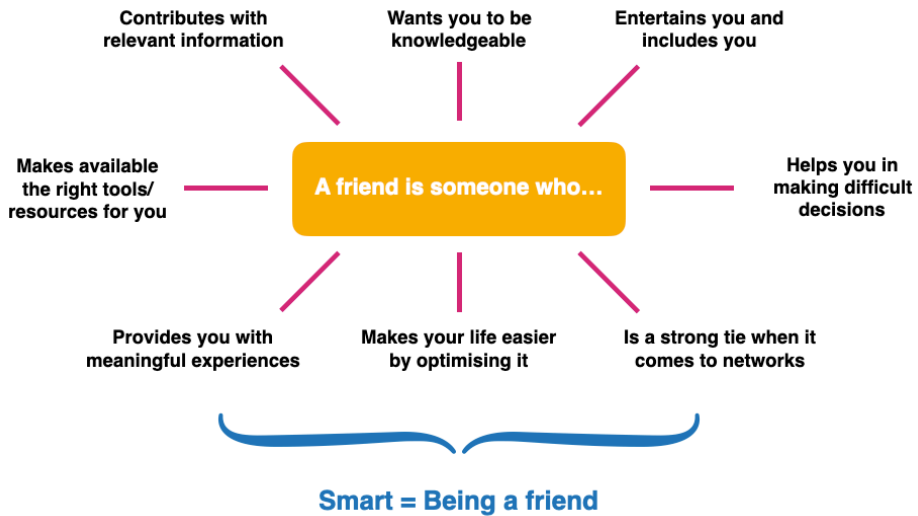 Contributes with
relevant information
Wants you to be
knowledgeable
Entertains you and
includes you
Makes available
the right tools/
resources for you
A friend is someone who...
Helps you in
making difficult
decisions
Provides you with
meaningful experiences
Makes your life easier
by optimising it
Is a strong tie when it
comes to networks
Smart = Being a friend